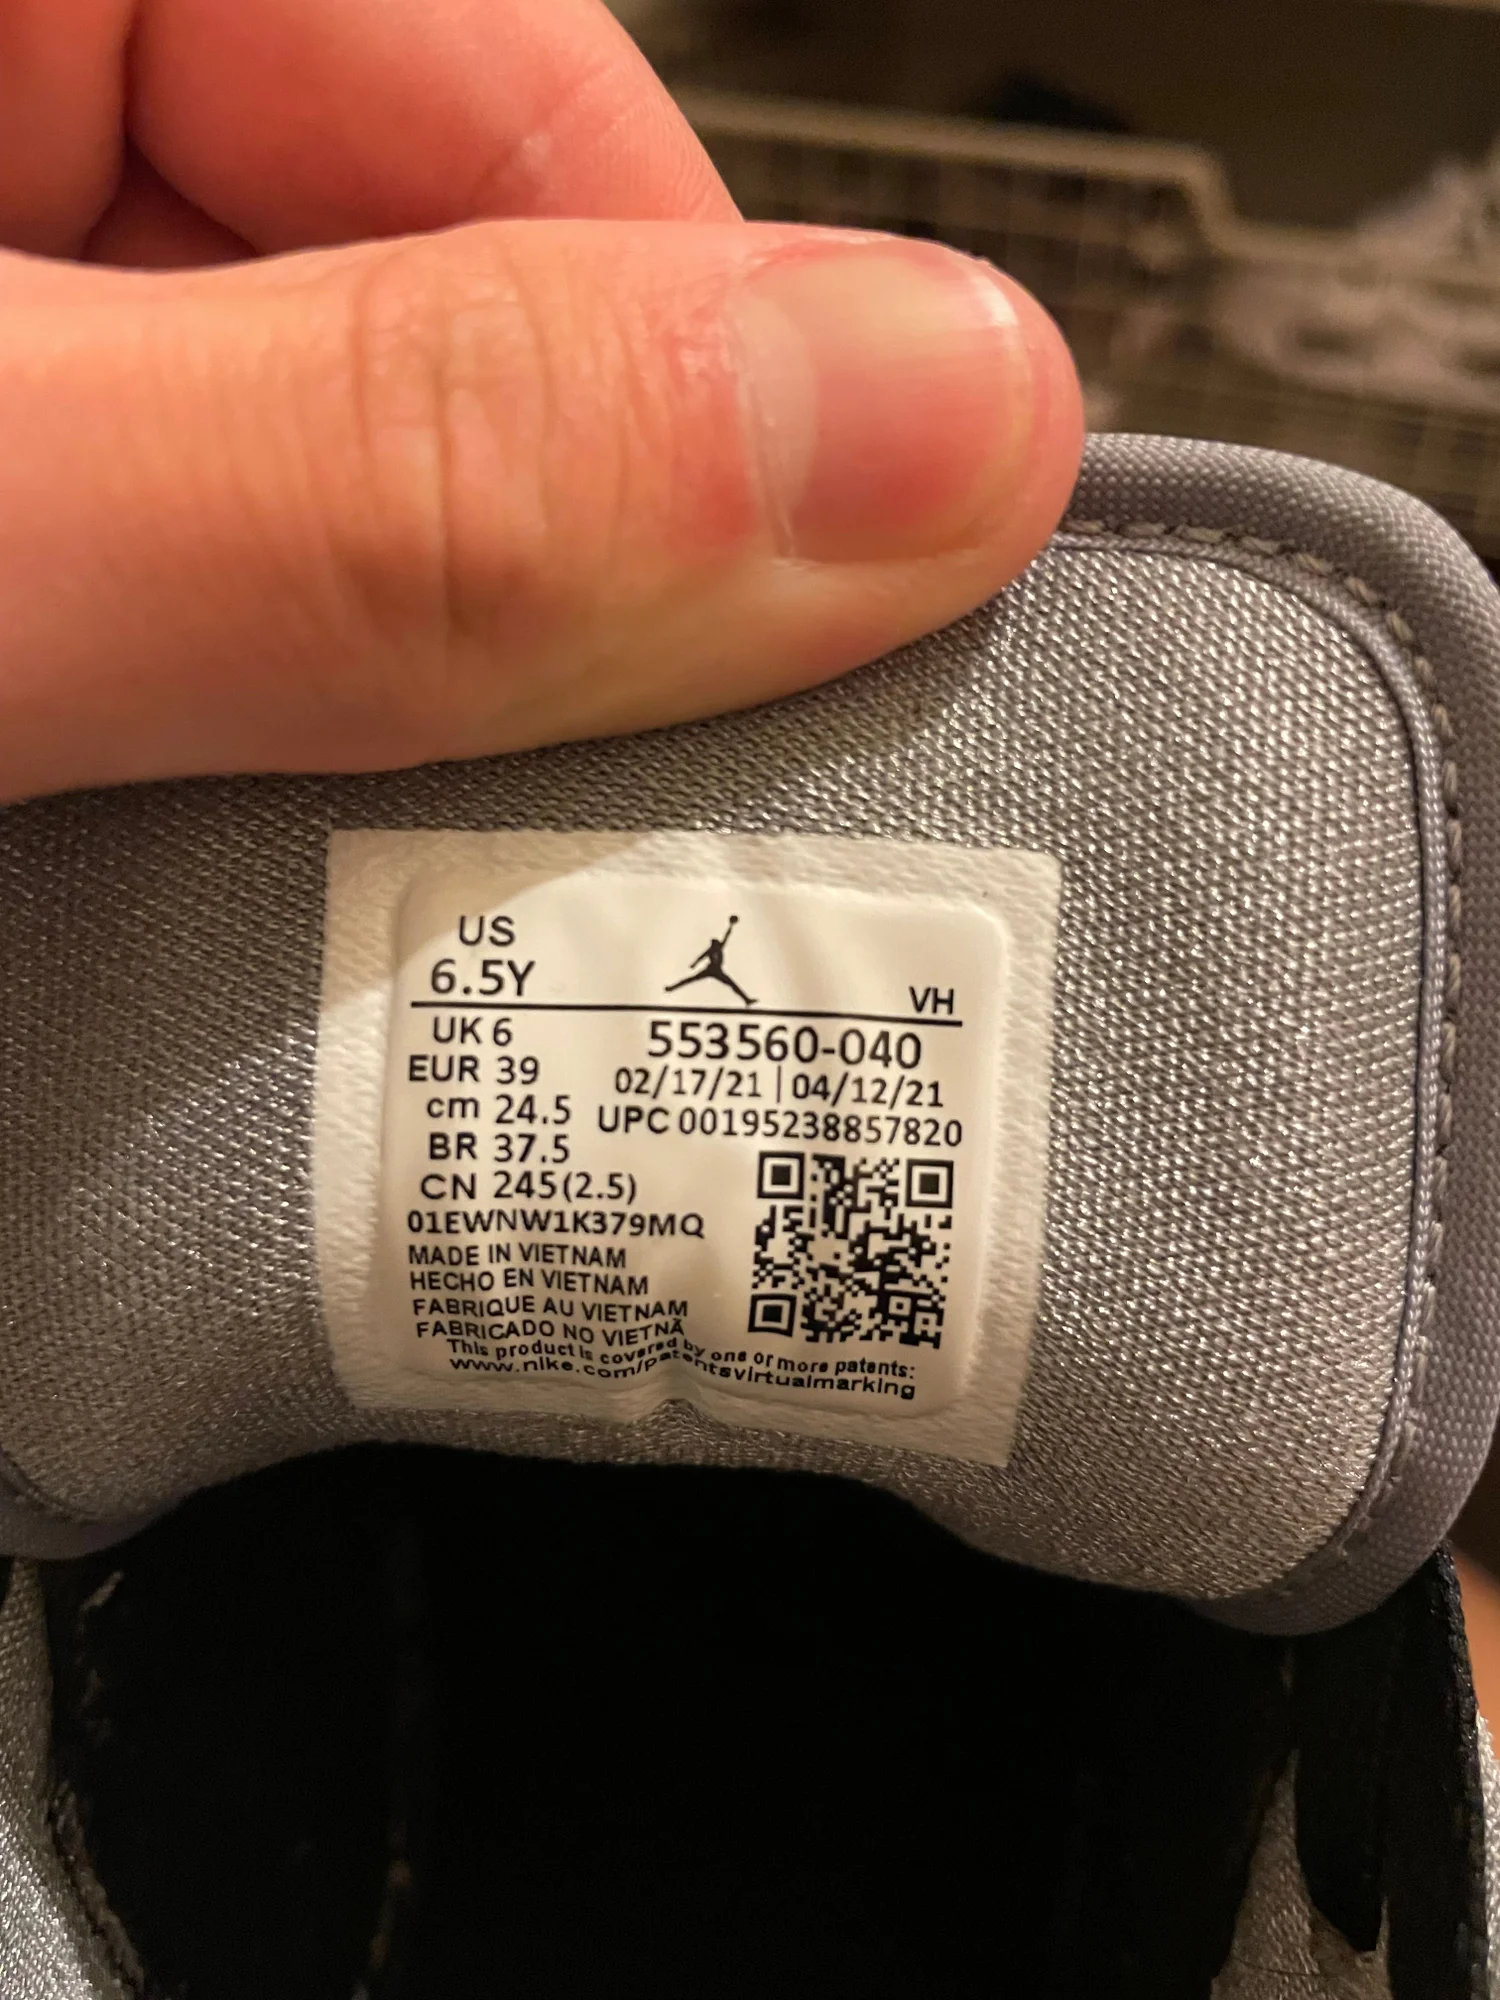 US
6.5Y
VH
UK 6
553560-040
EUR 39
02/17/21 | 04/12/21
cm 24.5
UPC 00195238857820
BR 37.5
CN 245(2.5)
01EWNW1K379MQ
MADE IN VIETNAM
HECHO EN VIETNAM
FABRIQUE AU VIETNAM
FABRICADO NO VIETNÃ
This product is covered by one or more patents:
www.nike.com/patentsvirtualmarking